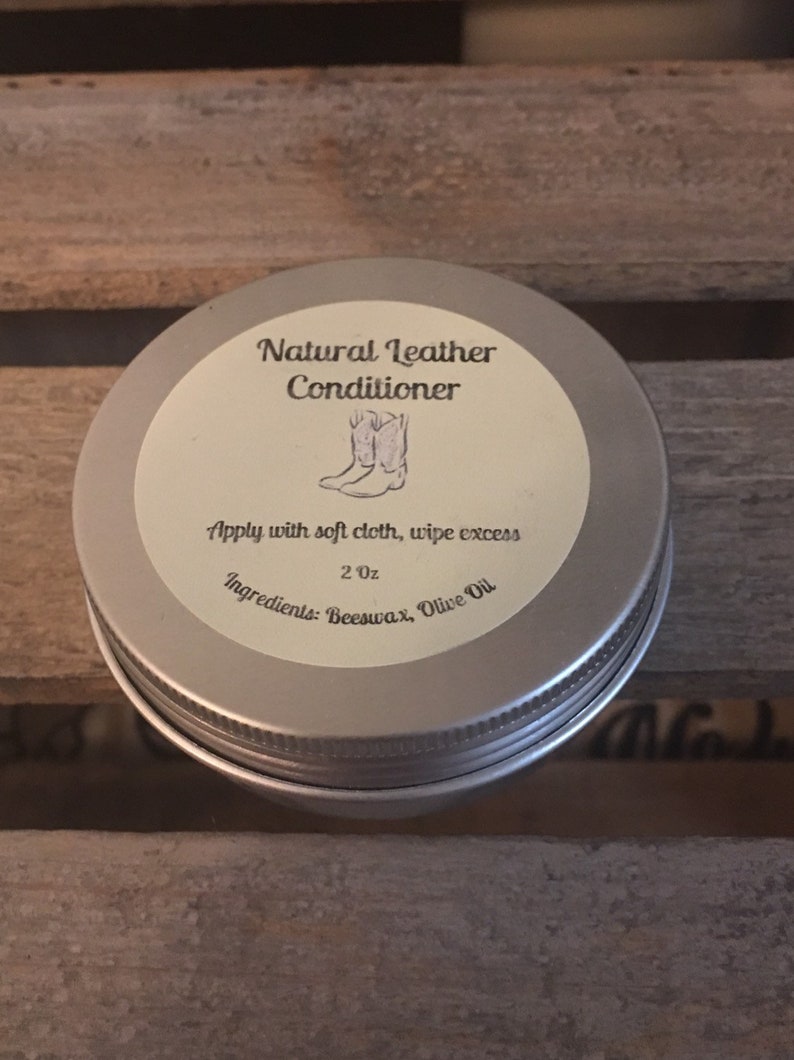 Natural Leather
Conditioner
Apply with soft cloth, wipe excess
2 Oz
Ingredients: Beeswax, Olive Oil